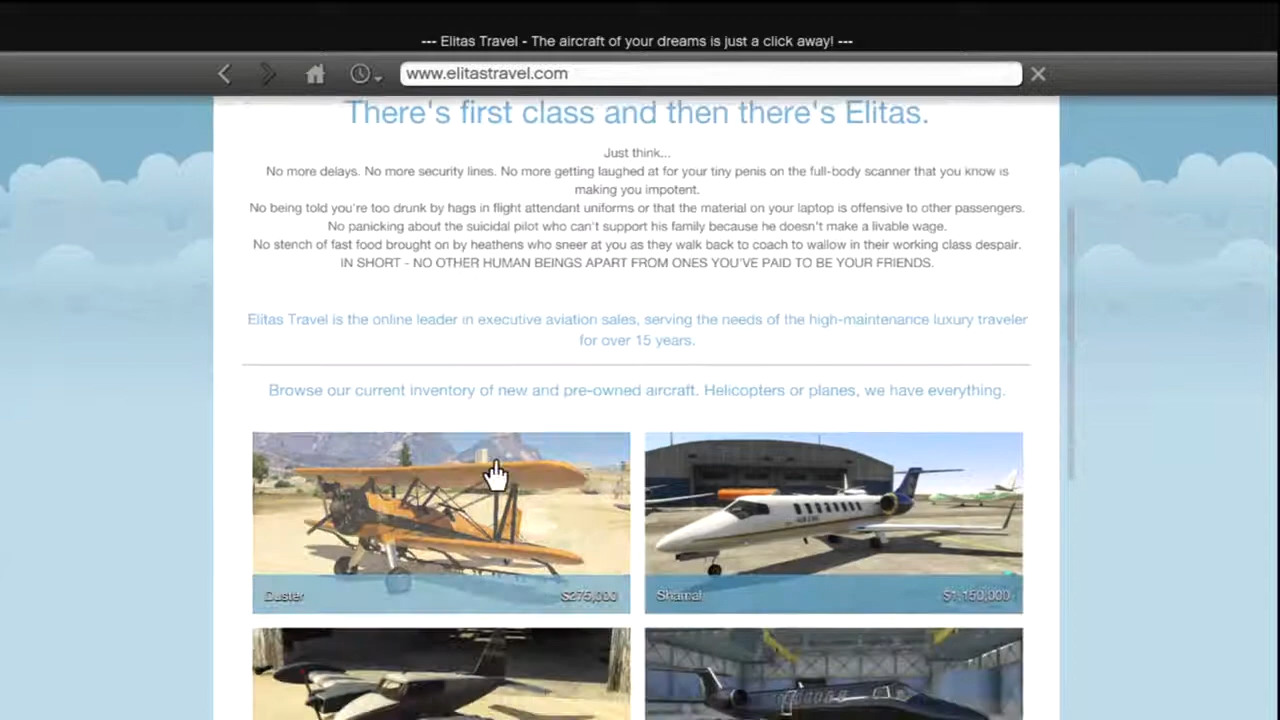 --- Elitas Travel - The aircraft of your dreams is just a click away! ---
www.elitastravel.com
There's first class and then there's Elitas.
Just think...
No more delays. No more security lines. No more getting laughed at for your tiny penis on the full-body scanner that you know is
making you impotent.
No being told you're too drunk by hags in flight attendant uniforms or that the material on your laptop is offensive to other passengers.
No panicking about the suicidal pilot who can't support his family because he doesn't make a livable wage.
No stench of fast food brought on by heathens who sneer at you as they walk back to coach to wallow in their working class despair.
IN SHORT - NO OTHER HUMAN BEINGS APART FROM ONES YOU'VE PAID TO BE YOUR FRIENDS.
Elitas Travel is the online leader in executive aviation sales, serving the needs of the high-maintenance luxury traveler
for over 15 years.
Browse our current inventory of new and pre-owned aircraft. Helicopters or planes, we have everything.
Duster $275,000
Shamal $1,150,000